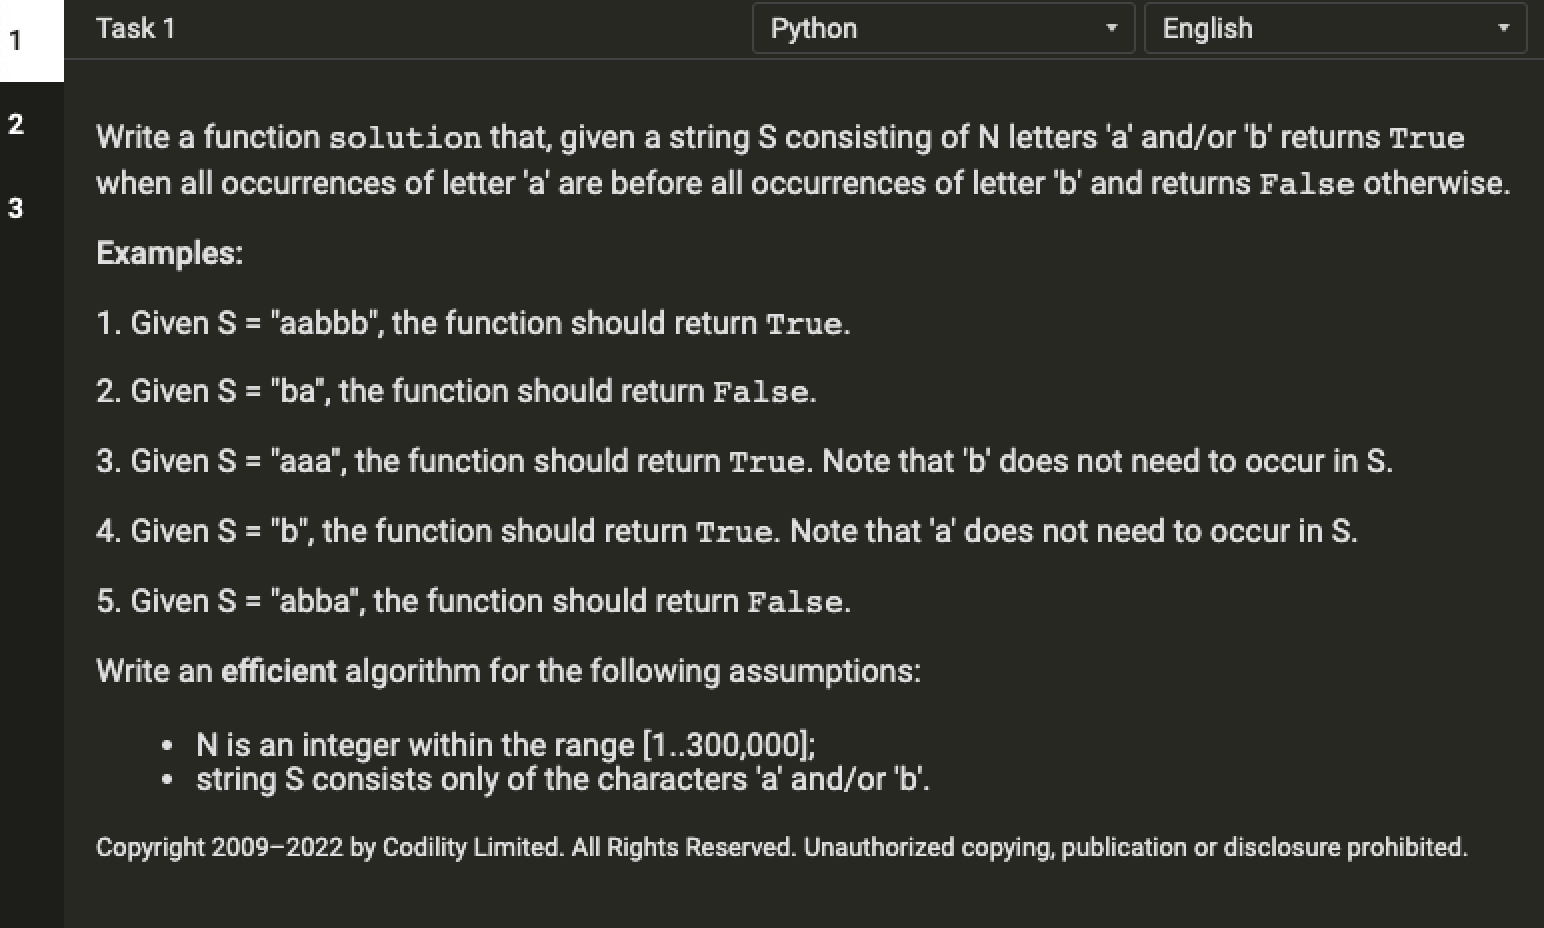 1
Task 1
Python
English
2
3
Write a function solution that, given a string S consisting of N letters 'a' and/or 'b' returns True
when all occurrences of letter 'a' are before all occurrences of letter 'b' and returns False otherwise.
Examples:
1. Given S = "aabbb", the function should return True.
2. Given S = "ba", the function should return False.
3. Given S = "aaa", the function should return True. Note that 'b' does not need to occur in S.
4. Given S = "b", the function should return True. Note that 'a' does not need to occur in S.
5. Given S = "abba", the function should return False.
Write an efficient algorithm for the following assumptions:
• N is an integer within the range [1..300,000];
• string S consists only of the characters 'a' and/or 'b'.
Copyright 2009–2022 by Codility Limited. All Rights Reserved. Unauthorized copying, publication or disclosure prohibited.